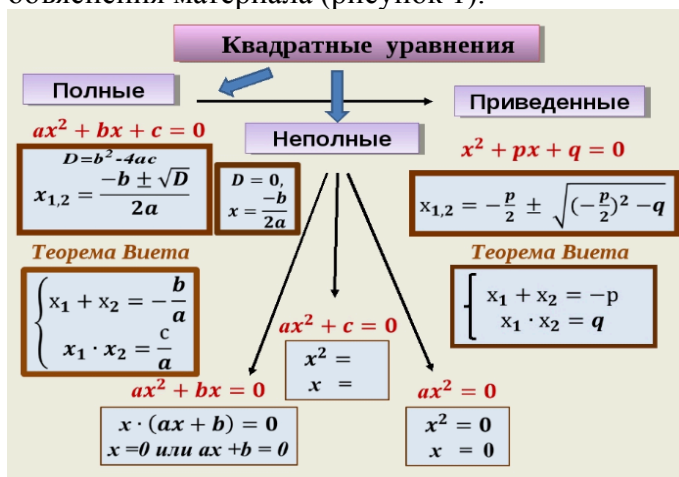 объяснения материала (рисунок 1).
Квадратные уравнения
Полные
Неполные
Приведенные
ax² + bx + c = 0
D=b²-4ac
x₁,₂ = (-b ± √D)/(2a)
D = 0,
x = (-b)/(2a)
x² + px + q = 0
x₁,₂ = -p/2 ± √((-p/2)² - q)
Теорема Виета
{x₁ + x₂ = -b/a
x₁ · x₂ = c/a
Теорема Виета
{x₁ + x₂ = -p
x₁ · x₂ = q
ax² + c = 0
x² =
x =
ax² + bx = 0
x · (ax + b) = 0
x =0 или ax +b = 0
ax² = 0
x² = 0
x = 0